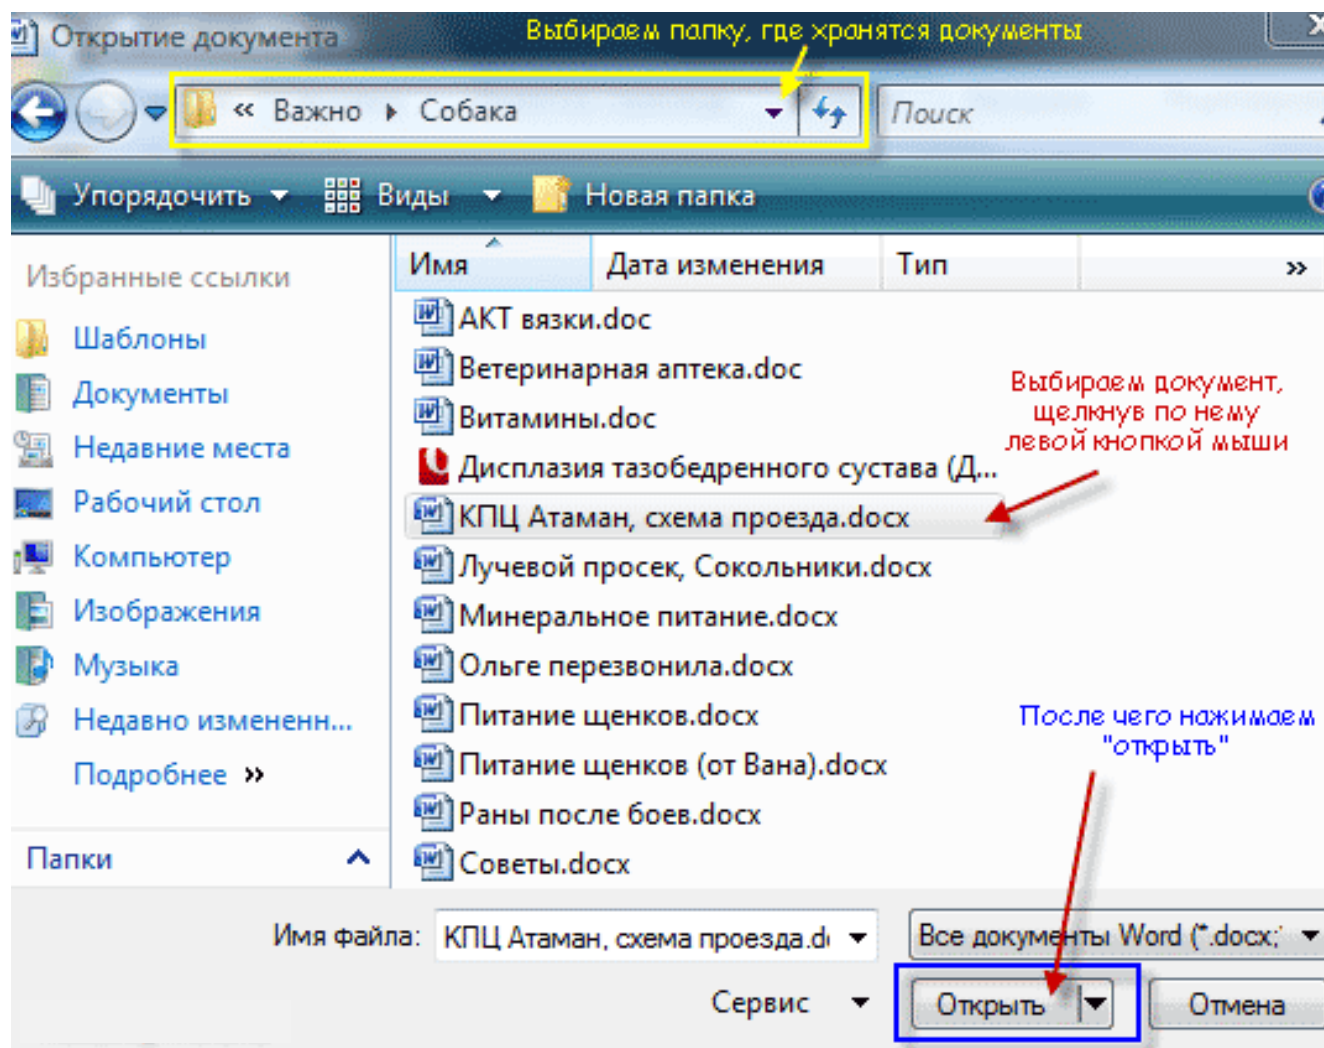 Открытие документа
Выбираем папку, где хранятся документы
« Важно Собака
Поиск
Упорядочить Виды Новая папка
Избранные ссылки
Шаблоны
Документы
Недавние места
Рабочий стол
Компьютер
Изображения
Музыка
Недавно измененн...
Подробнее »
Папки
Имя Дата изменения Тип »
АКТ вязки.doc
Ветеринарная аптека.doc
Витамины.doc
Дисплазия тазобедренного сустава (Д...
КПЦ Атаман, схема проезда.docx
Лучевой просек, Сокольники.docx
Минеральное питание.docx
Ольге перезвонила.docx
Питание щенков.docx
Питание щенков (от Вана).docx
Раны после боев.docx
Советы.docx
Выбираем документ,
щелкнув по нему
левой кнопкой мыши
После чего нажимаем
"открыть"
Имя файла: КПЦ Атаман, схема проезда.d Все документы Word (*.docx;
Сервис Открыть Отмена